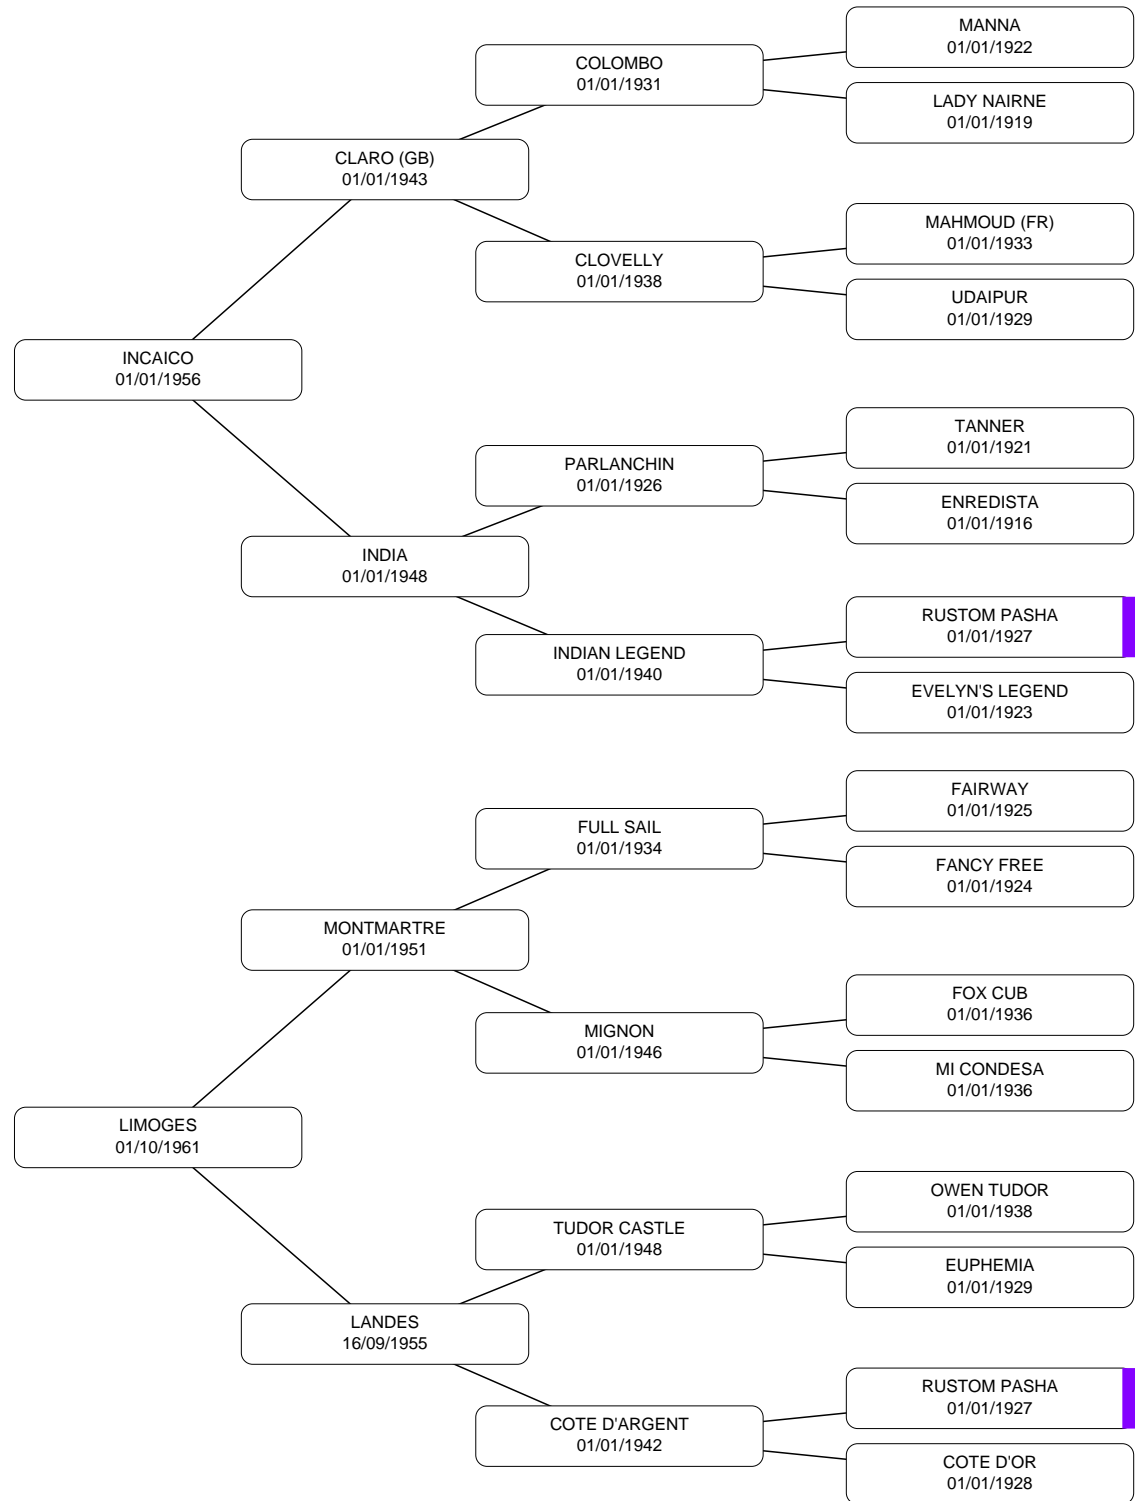 MANNA
01/01/1922
COLOMBO
01/01/1931
LADY NAIRNE
01/01/1919
CLARO (GB)
01/01/1943
MAHMOUD (FR)
01/01/1933
CLOVELLY
01/01/1938
UDAIPUR
01/01/1929
INCAICO
01/01/1956
TANNER
01/01/1921
PARLANCHIN
01/01/1926
ENREDISTA
01/01/1916
INDIA
01/01/1948
RUSTOM PASHA
01/01/1927
INDIAN LEGEND
01/01/1940
EVELYN'S LEGEND
01/01/1923
FAIRWAY
01/01/1925
FULL SAIL
01/01/1934
FANCY FREE
01/01/1924
MONTMARTRE
01/01/1951
FOX CUB
01/01/1936
MIGNON
01/01/1946
MI CONDESA
01/01/1936
LIMOGES
01/10/1961
OWEN TUDOR
01/01/1938
TUDOR CASTLE
01/01/1948
EUPHEMIA
01/01/1929
LANDES
16/09/1955
RUSTOM PASHA
01/01/1927
COTE D'ARGENT
01/01/1942
COTE D'OR
01/01/1928